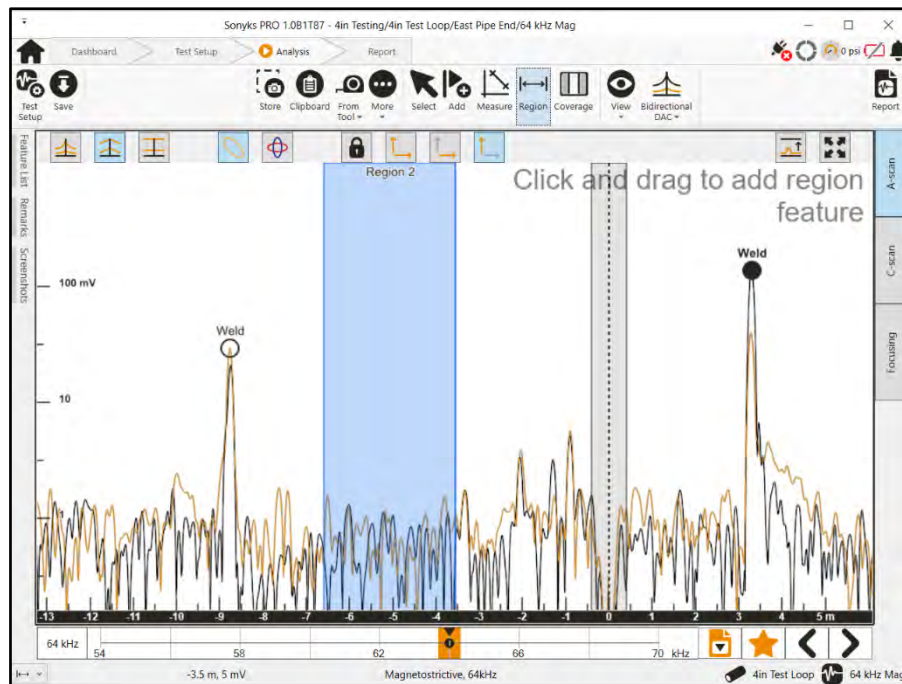 Sonyks PRO 1.0B1T87 - 4in Testing/4in Test Loop/East Pipe End/64 kHz Mag
Dashboard
Test Setup
Analysis
Report
0 psi
Test
Setup
Save
Store
Clipboard
From
Tool
More
Select
Add
Measure
Region
Coverage
View
Bidirectional
DAC
Report
Feature List
Remarks
Screenshots
Region 2
Click and drag to add region
feature
A-scan
C-scan
Focusing
Weld
Weld
100 mV
10
1
-13 -12 -11 -10 -9 -8 -7 -6 -5 -4 -3 -2 -1 0 1 2 3 4 5 m
64 kHz
54 58 62 66 70 kHz
-3.5 m, 5 mV
Magnetostrictive, 64kHz
4in Test Loop
64 kHz Mag